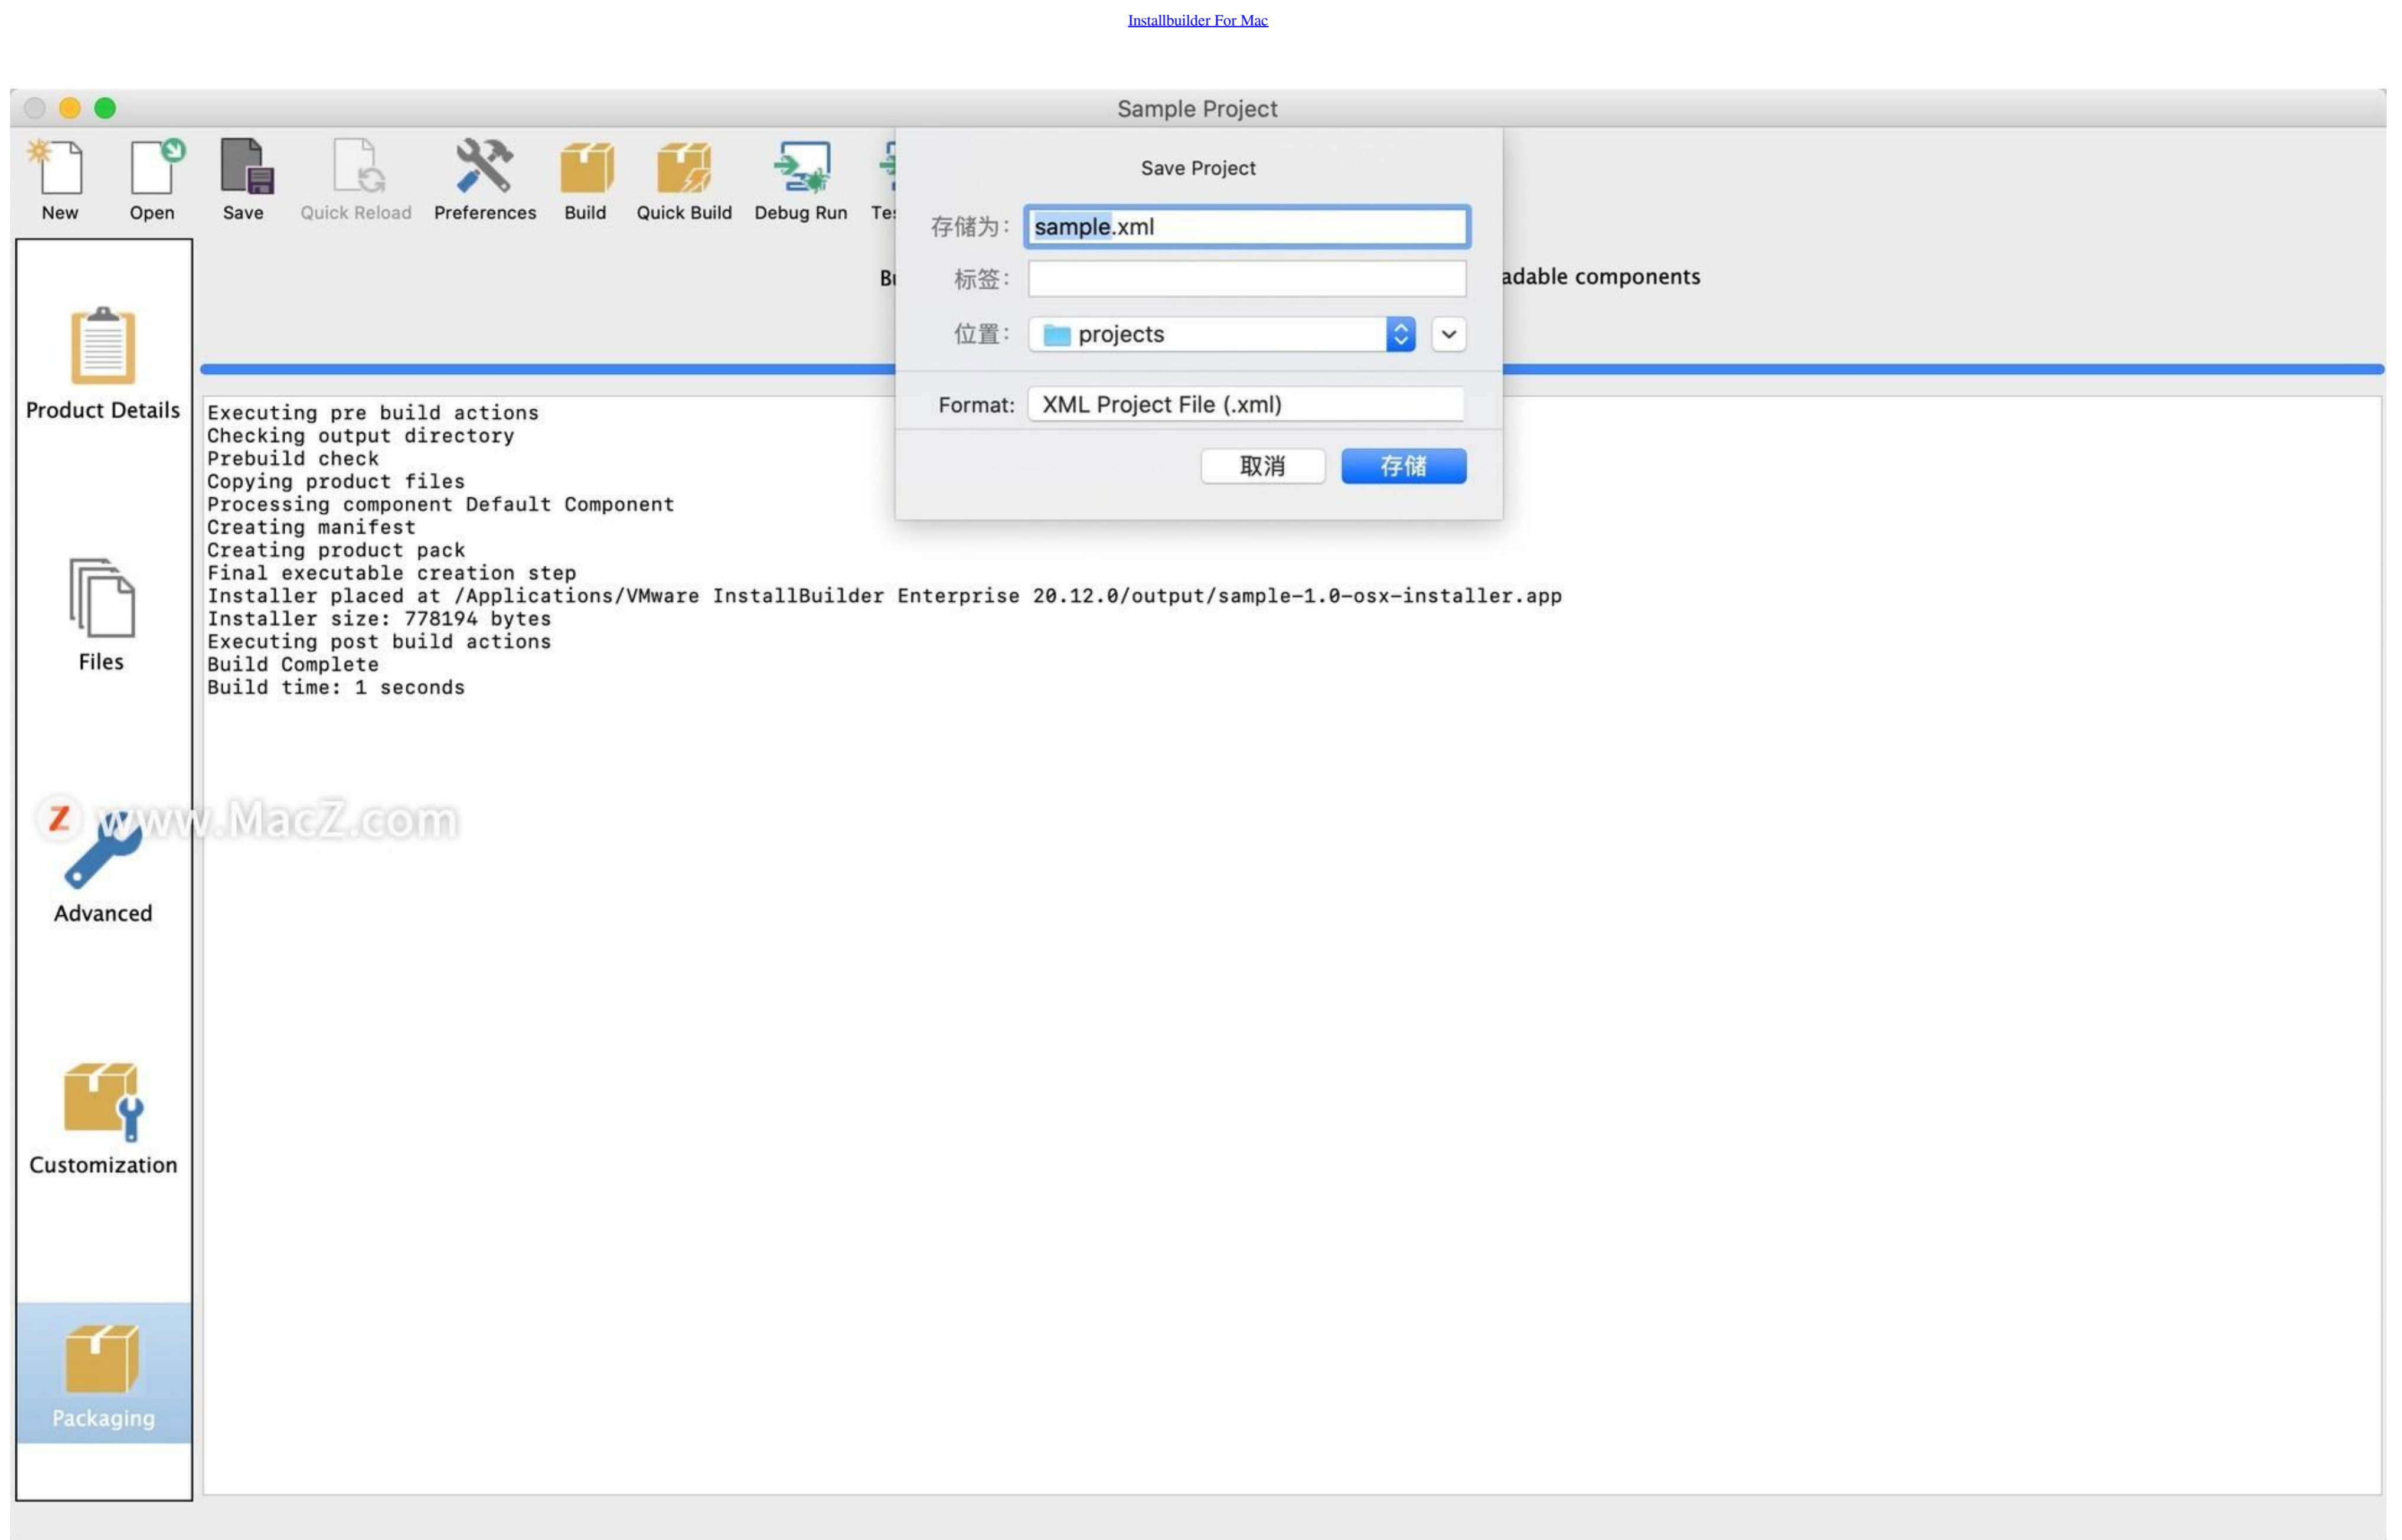 Installbuilder For Mac
Sample Project
New
Open
Save
Quick Reload
Preferences
Build
Quick Build
Debug Run
Save Project
存储为：
sample.xml
标签：
位置：
projects
Format:
XML Project File (.xml)
取消
存储
adable components
Product Details
Files
Advanced
Customization
Packaging
Executing pre build actions
Checking output directory
Prebuild check
Copying product files
Processing component Default Component
Creating manifest
Creating product pack
Final executable creation step
Installer placed at /Applications/VMware InstallBuilder Enterprise 20.12.0/output/sample-1.0-osx-installer.app
Installer size: 778194 bytes
Executing post build actions
Build Complete
Build time: 1 seconds
Z www.MacZ.com